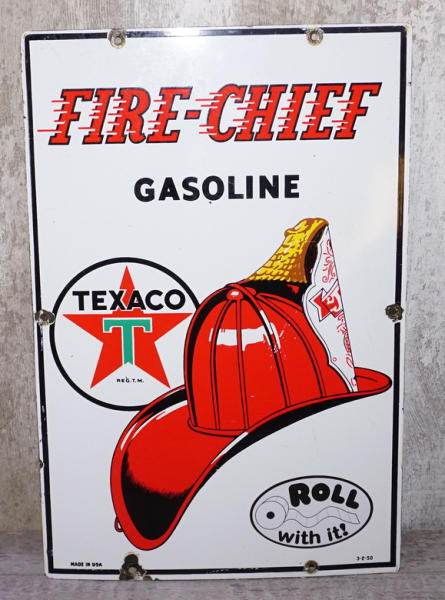 FIRE-CHIEF
GASOLINE
TEXACO
T
REG. T.M.
T
ROLL
with it!
MADE IN USA
3-2-50